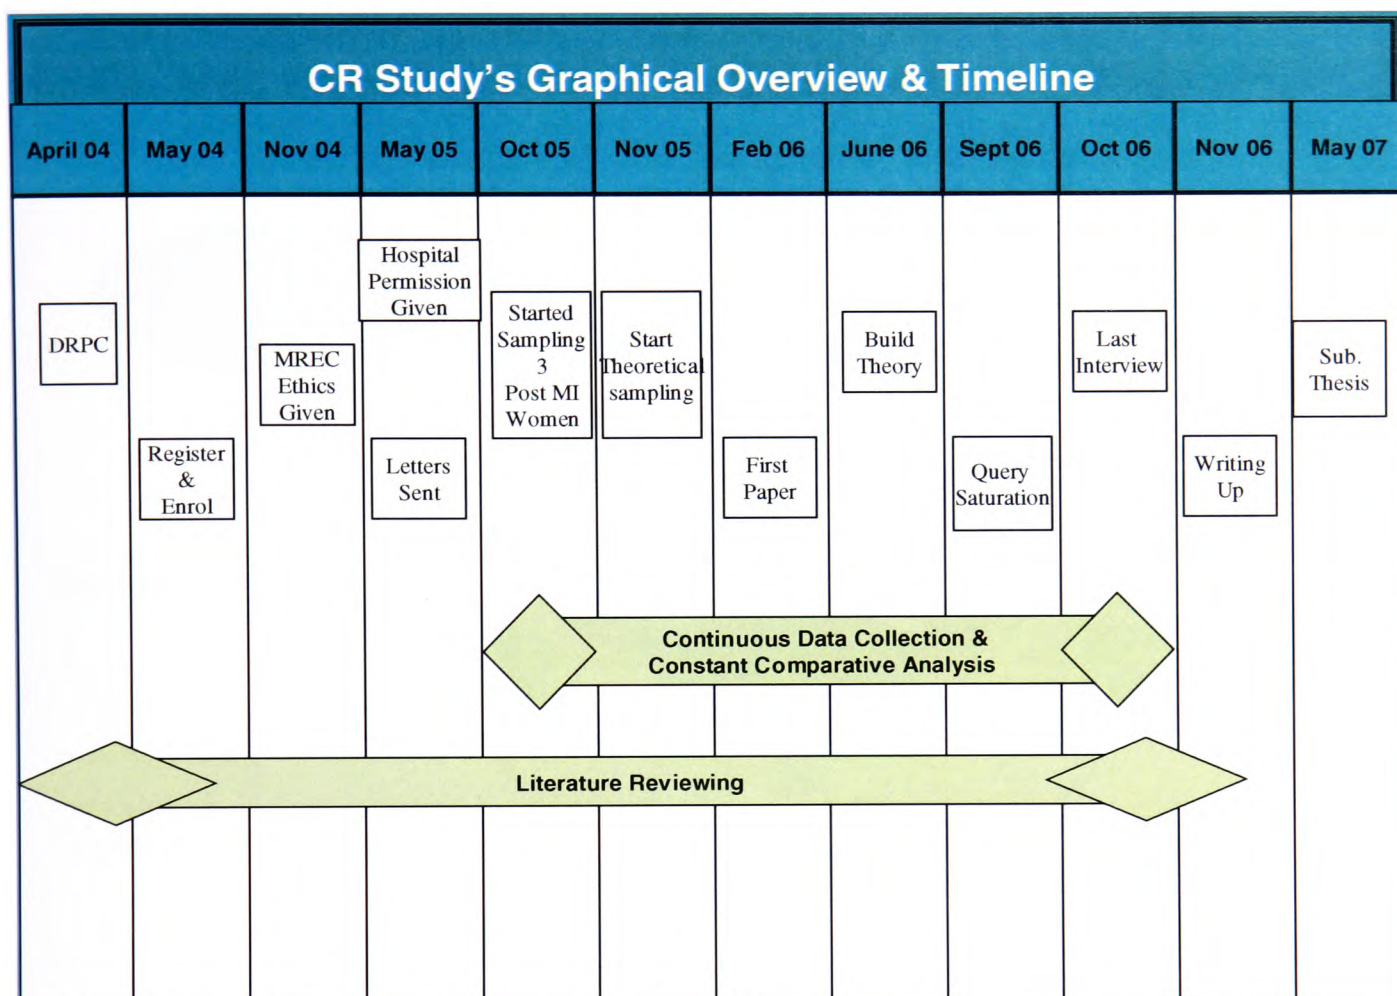 CR Study's Graphical Overview & Timeline
April 04
May 04
Nov 04
May 05
Oct 05
Nov 05
Feb 06
June 06
Sept 06
Oct 06
Nov 06
May 07
DRPC
Register
&
Enrol
MREC
Ethics
Given
Hospital
Permission
Given
Letters
Sent
Started
Sampling
3
Post MI
Women
Start
Theoretical
sampling
First
Paper
Build
Theory
Query
Saturation
Last
Interview
Writing
Up
Sub.
Thesis
Continuous Data Collection &
Constant Comparative Analysis
Literature Reviewing